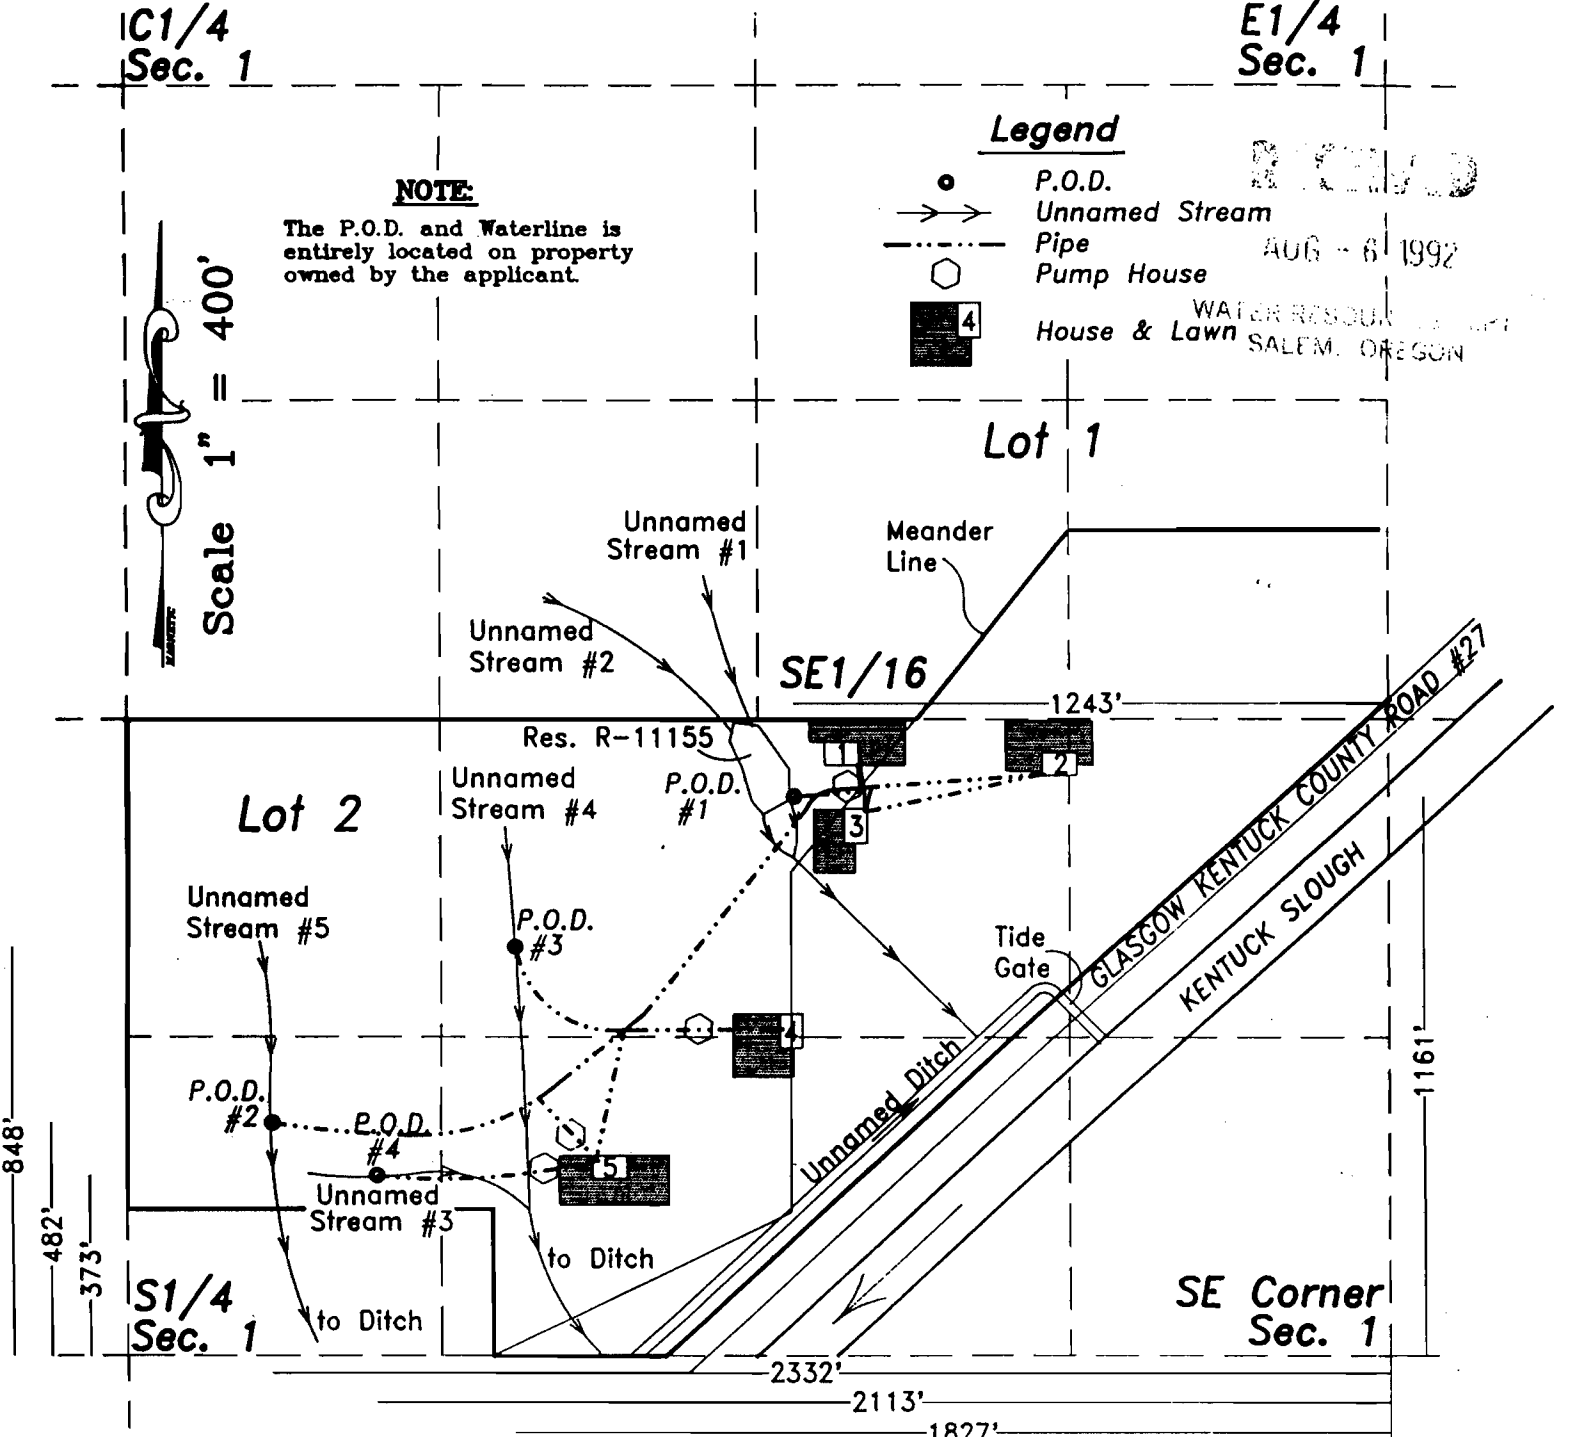 C1/4
Sec. 1
E1/4
Sec. 1
Legend
P.O.D.
Unnamed Stream
Pipe
Pump House
4
House & Lawn
AUG - 6 1992
SALEM, OREGON
NOTE:
The P.O.D. and Waterline is
entirely located on property
owned by the applicant.
Scale 1" = 400'
MAGNETIC
Lot 1
Unnamed
Stream #1
Meander
Line
Unnamed
Stream #2
SE1/16
1243'
GLASGOW KENTUCK COUNTY ROAD #27
Res. R-11155
1
2
Unnamed
Stream #4
P.O.D.
#1
Lot 2
3
KENTUCK SLOUGH
Unnamed
Stream #5
P.O.D.
#3
Tide
Gate
4
Unnamed Ditch
1161'
P.O.D.
#2
P.O.D.
#4
848'
482'
373'
5
Unnamed
Stream #3
to Ditch
to Ditch
S1/4
Sec. 1
SE Corner
Sec. 1
2332'
2113'
1827'